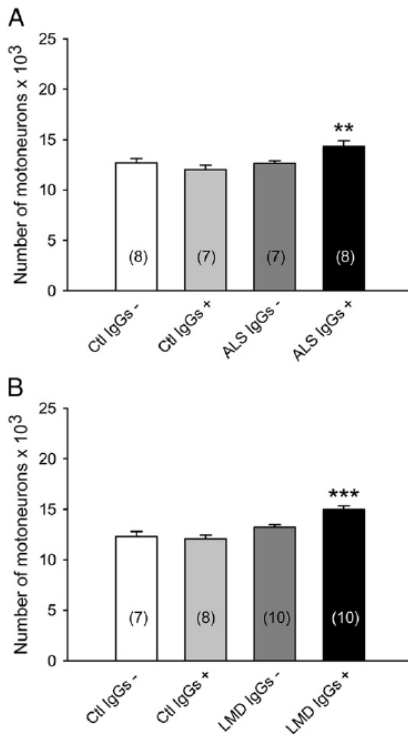 A
Number of motoneurons x 10³
25
20
15
10
5
0
**
(8)
(7)
(7)
(8)
Ctl IgGs -
Ctl IgGs +
ALS IgGs -
ALS IgGs +
B
Number of motoneurons x 10³
25
20
15
10
5
0
***
(7)
(8)
(10)
(10)
Ctl IgGs -
Ctl IgGs +
LMD IgGs -
LMD IgGs +